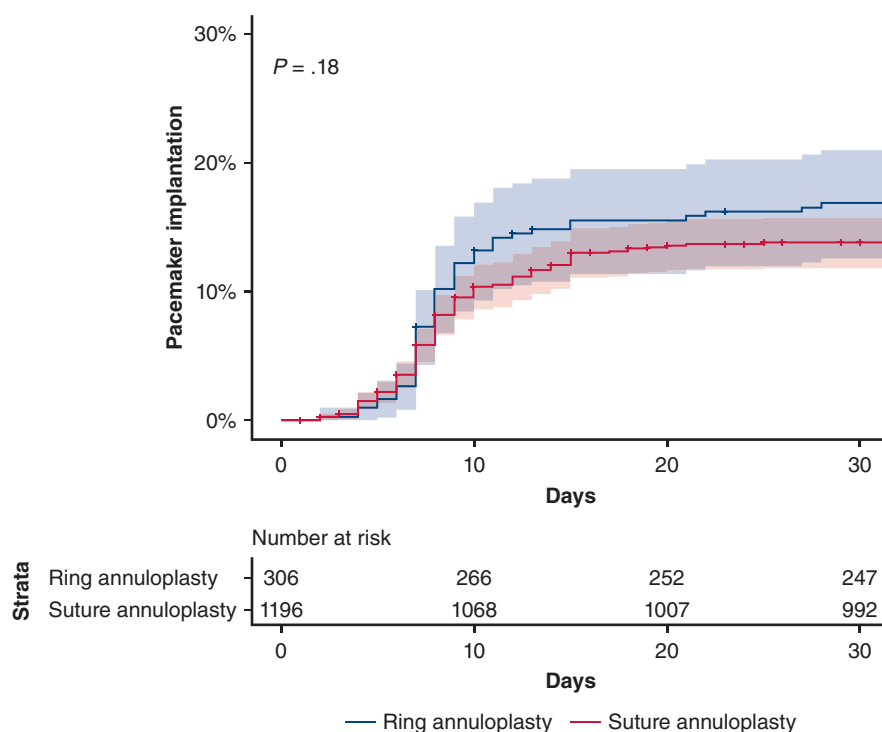 30%
P = .18
20%
10%
0%
Pacemaker implantation
0 10 20 30
Days
Number at risk
Strata
Ring annuloplasty 306 266 252 247
Suture annuloplasty 1196 1068 1007 992
0 10 20 30
Days
Ring annuloplasty Suture annuloplasty